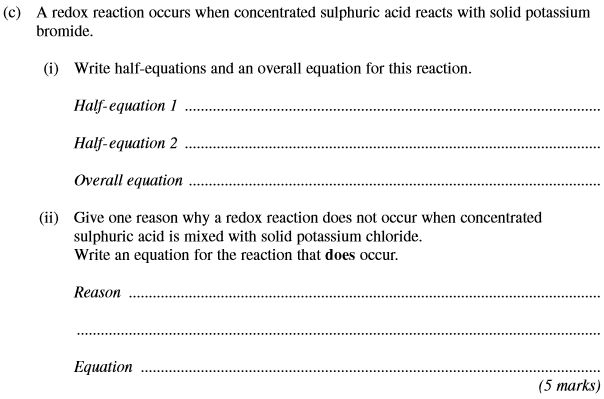 (c) A redox reaction occurs when concentrated sulphuric acid reacts with solid potassium
bromide.
(i) Write half-equations and an overall equation for this reaction.
Half-equation 1 ..........................................................................................
Half-equation 2 ..........................................................................................
Overall equation ..........................................................................................
(ii) Give one reason why a redox reaction does not occur when concentrated
sulphuric acid is mixed with solid potassium chloride.
Write an equation for the reaction that does occur.
Reason ..........................................................................................
..........................................................................................
Equation ..........................................................................................
(5 marks)